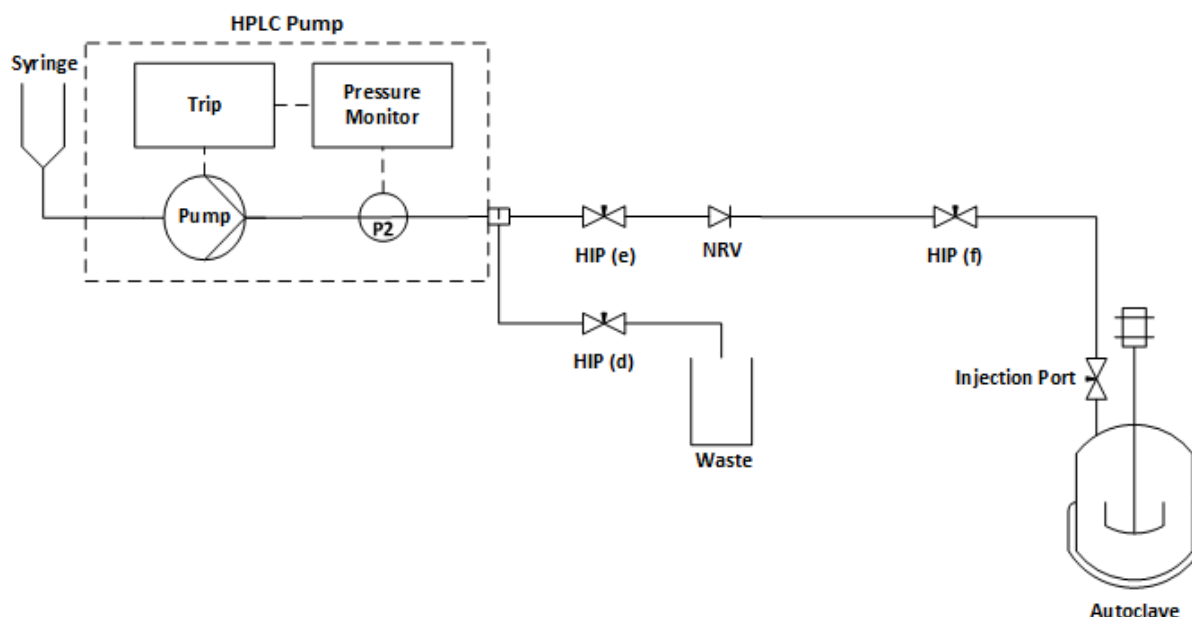 HPLC Pump
Syringe
Trip
Pressure
Monitor
Pump
P2
HIP (e)
NRV
HIP (f)
HIP (d)
Injection Port
Waste
Autoclave